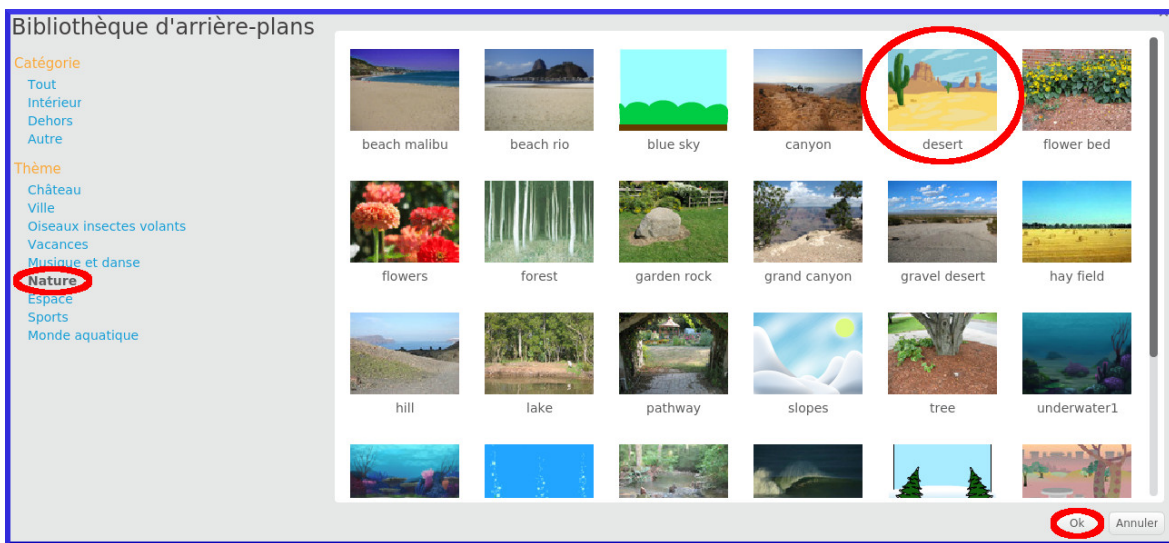 Bibliothèque d'arrière-plans
Catégorie
Tout
Intérieur
Dehors
Autre
Thème
Château
Ville
Oiseaux insectes volants
Vacances
Musique et danse
Nature
Espace
Sports
Monde aquatique
beach malibu beach rio blue sky canyon desert flower bed
flowers forest garden rock grand canyon gravel desert hay field
hill lake pathway slopes tree underwater1
Ok Annuler